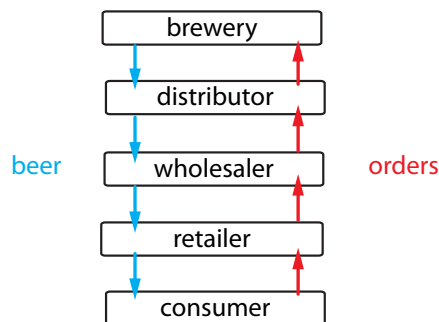 brewery
distributor
beer
wholesaler
orders
retailer
consumer